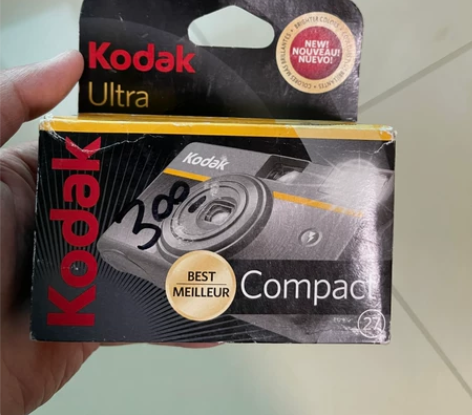 Kodak
Ultra
NEW!
NOUVEAU!
NUEVO!
Kodak
Kodak
300
BEST
MEILLEUR
Compact
27